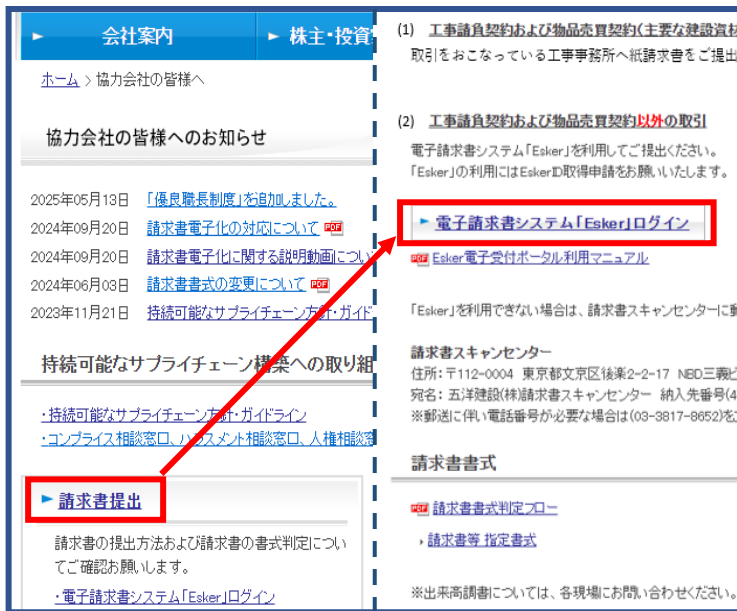 会社案内
株主・投資
ホーム > 協力会社の皆様へ
協力会社の皆様へのお知らせ
2025年05月13日 「優良職長制度」を追加しました。
2024年09月20日 請求書電子化の対応について PDF
2024年09月20日 請求書電子化に関する説明動画につい
2024年06月03日 請求書書式の変更について PDF
2023年11月21日 持続可能なサプライチェーン方針・ガイド
持続可能なサプライチェーン構築への取り組
・持続可能なサプライチェーン方針・ガイドライン
・コンプライス相談窓口、ハラスメント相談窓口、人権相談窓
請求書提出
請求書の提出方法および請求書の書式判定につい
てご確認お願いします。
・電子請求書システム「Esker」ログイン
(1) 工事請負契約および物品売買契約(主要な建設資材
取引をおこなっている工事事務所へ紙請求書をご提出
(2) 工事請負契約および物品売買契約以外の取引
電子請求書システム「Esker」を利用してご提出ください。
「Esker」の利用にはEskerID取得申請をお願いいたします。
電子請求書システム「Esker」ログイン
PDF Esker電子受付ポータル利用マニュアル
「Esker」を利用できない場合は、請求書スキャンセンターに郵
請求書スキャンセンター
住所:〒112-0004 東京都文京区後楽2-2-17 NBD三義ビ
宛名:五洋建設(株)請求書スキャンセンター 納入先番号(4
※郵送に伴い電話番号が必要な場合は(03-3817-8652)をご
請求書書式
PDF 請求書書式判定フロー
請求書等 指定書式
※出来高調書については、各現場にお問い合わせください。